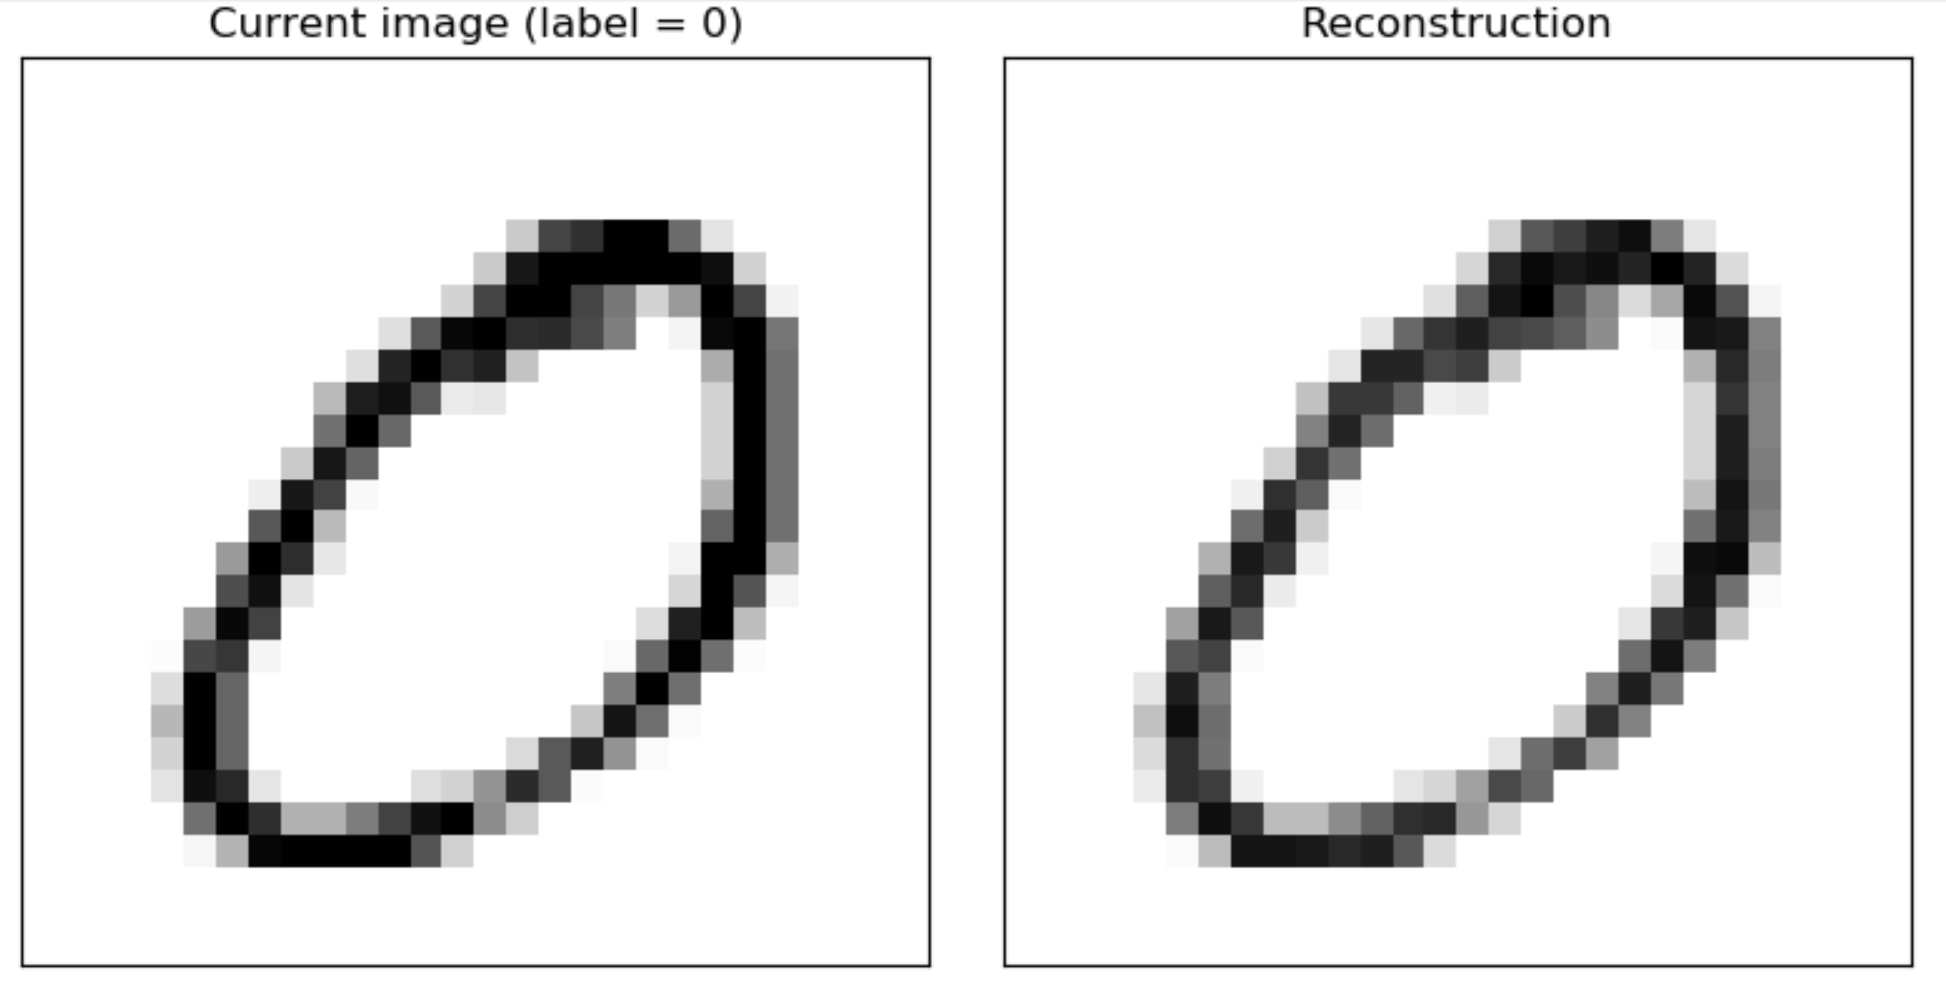 Current image (label = 0)
Reconstruction